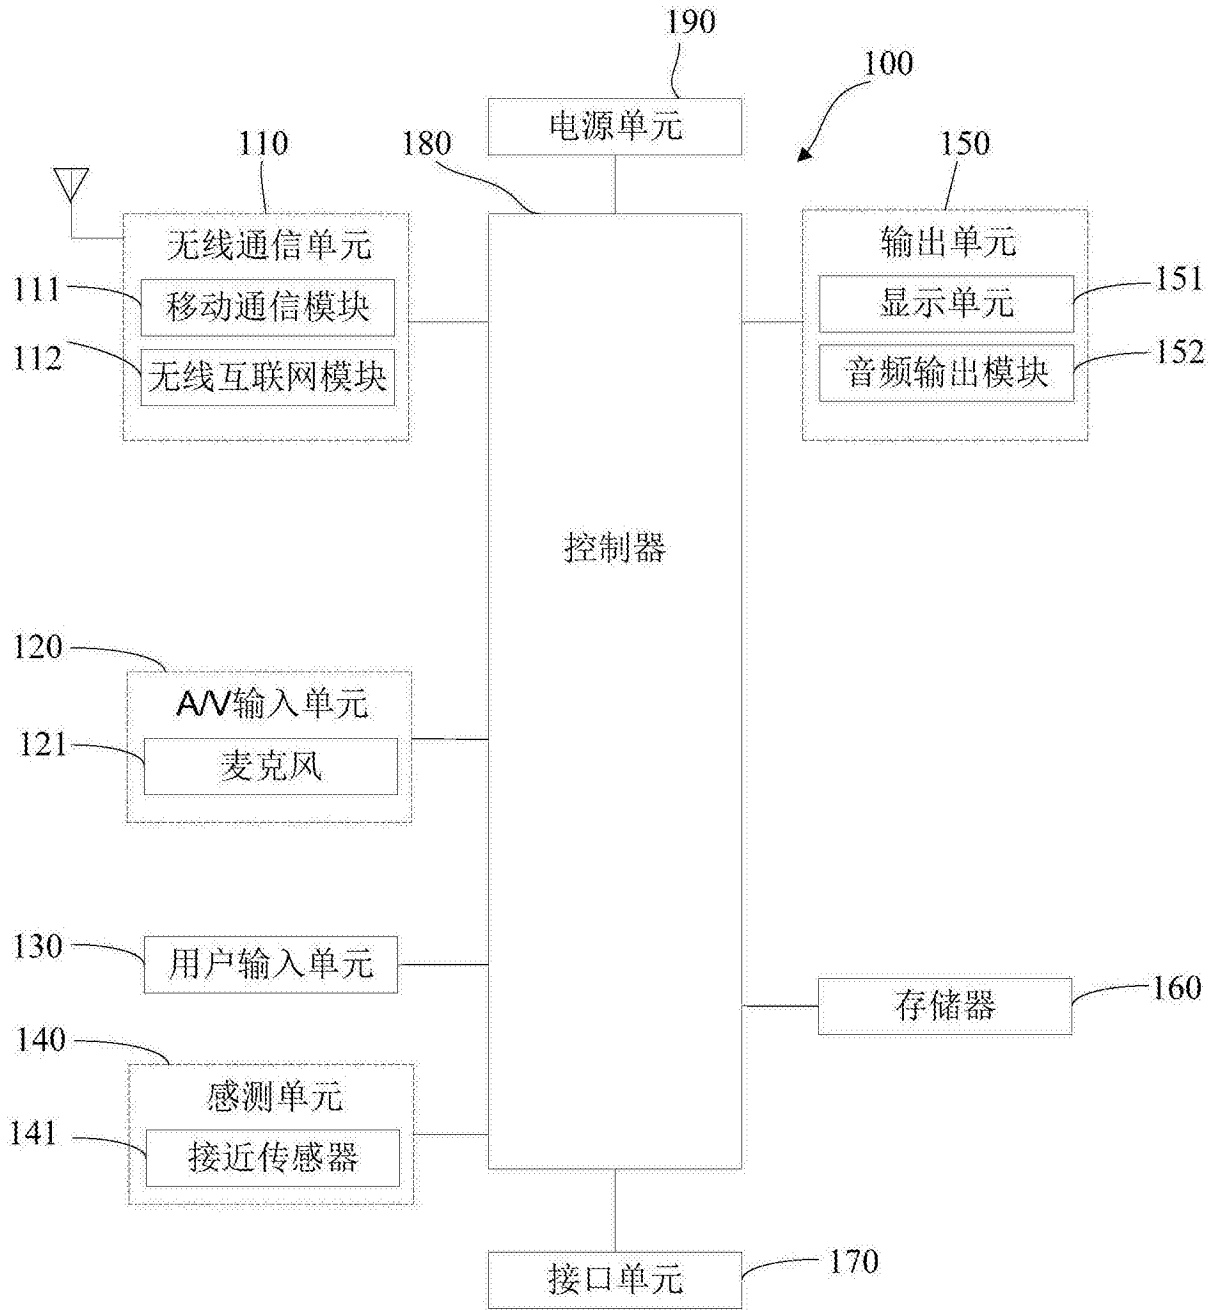 190
100
电源单元
110
180
150
无线通信单元
输出单元
111
移动通信模块
显示单元
151
112
无线互联网模块
音频输出模块
152
控制器
120
A/V输入单元
121
麦克风
130
用户输入单元
存储器
160
140
感测单元
141
接近传感器
接口单元
170